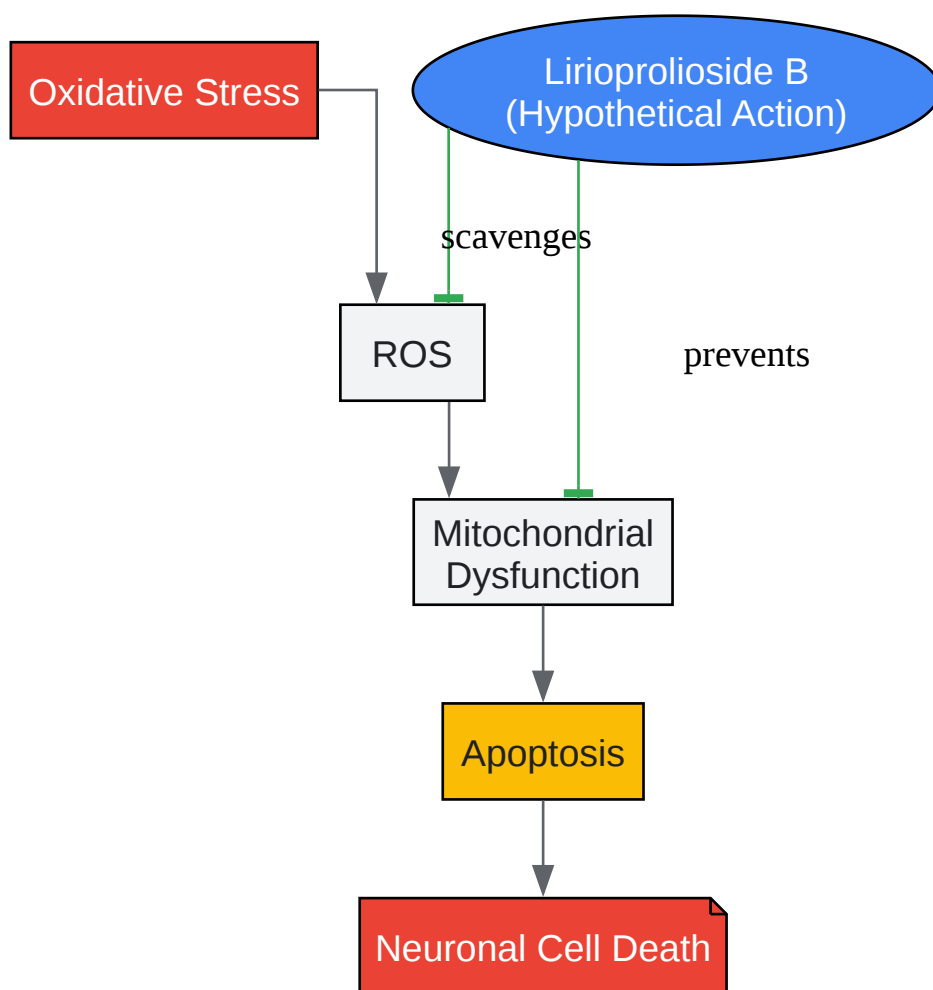 Oxidative Stress
Lirioprolioside B
(Hypothetical Action)
scavenges
ROS
prevents
Mitochondrial
Dysfunction
Apoptosis
Neuronal Cell Death